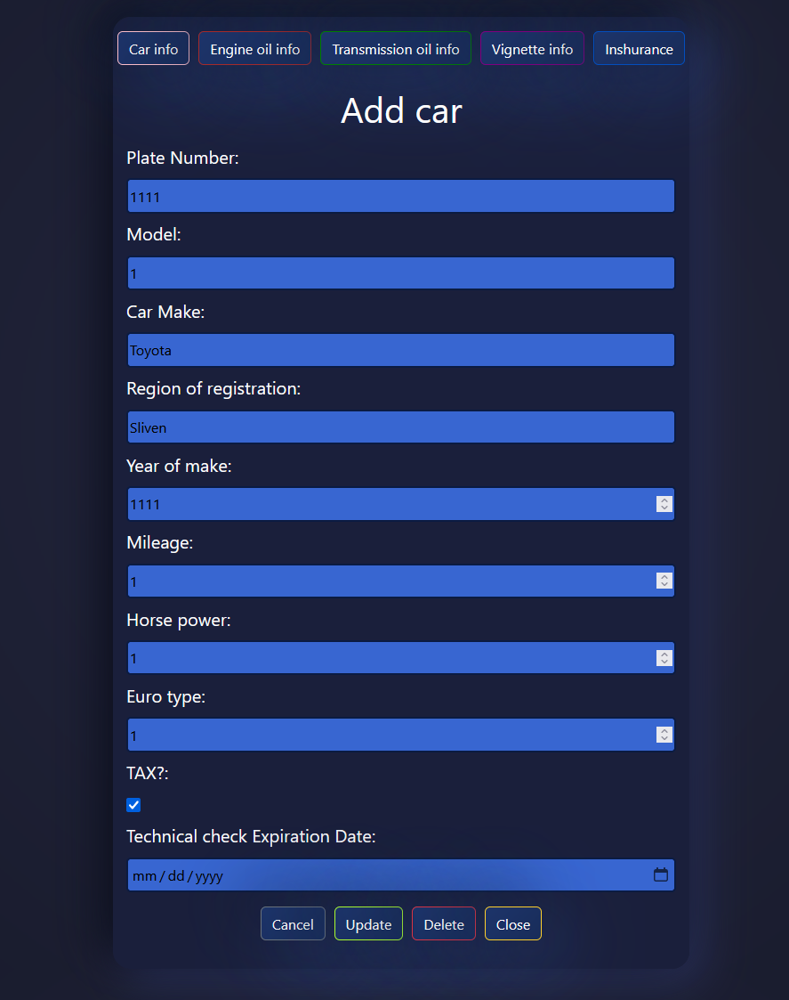 Car info Engine oil info Transmission oil info Vignette info Inshurance
Add car
Plate Number:
1111
Model:
1
Car Make:
Toyota
Region of registration:
Sliven
Year of make:
1111
Mileage:
1
Horse power:
1
Euro type:
1
TAX?:
Technical check Expiration Date:
mm/dd/yyyy
Cancel Update Delete Close